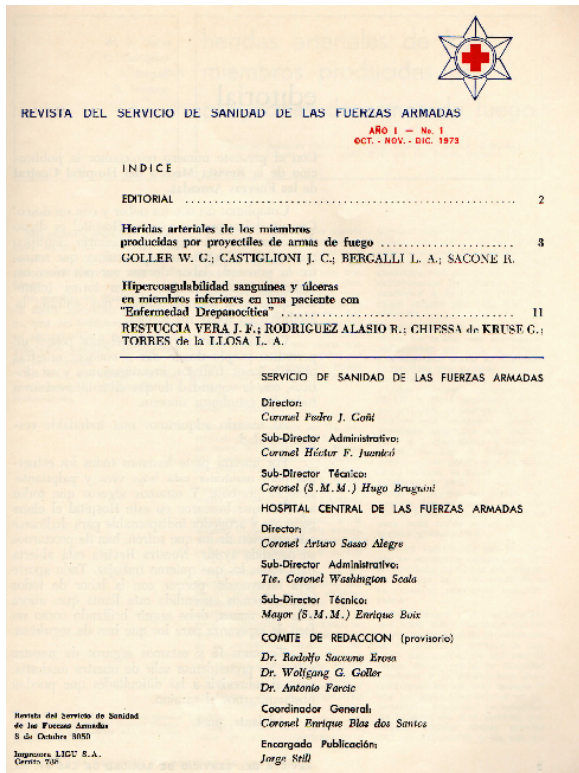 REVISTA DEL SERVICIO DE SANIDAD DE LAS FUERZAS ARMADAS
AÑO I — No. 1
OCT. - NOV. - DIC. 1973
INDICE
EDITORIAL ........ 2
Heridas arteriales de los miembros
producidas por proyectiles de armas de fuego ........ 3
GOLLER W. G.; CASTIGLIONI J. C.; BERGALLI L. A.; SACONE R.
Hipercoagulabilidad sanguínea y úlceras
en miembros inferiores en una paciente con
"Enfermedad Drepanocítica" ........ 11
RESTUCCIA VERA J. F.; RODRIGUEZ ALASIO R.; CHIESSA de KRUSE G.;
TORRES de la LLOSA L. A.
SERVICIO DE SANIDAD DE LAS FUERZAS ARMADAS
Director:
Coronel Pedro J. Goñi
Sub-Director Administrativo:
Coronel Héctor F. Juanicó
Sub-Director Técnico:
Coronel (S.M.M.) Hugo Brugnini
HOSPITAL CENTRAL DE LAS FUERZAS ARMADAS
Director:
Coronel Arturo Sasso Alegre
Sub-Director Administrativo:
Tte. Coronel Washington Scala
Sub-Director Técnico:
Mayor (S.M.M.) Enrique Boix
COMITE DE REDACCION (provisorio)
Dr. Rodolfo Saccone Erosa
Dr. Wolfgang G. Goller
Dr. Antonio Farcic
Coordinador General:
Coronel Enrique Blas dos Santos
Encargado Publicación:
Jorge Still
Revista del Servicio de Sanidad
de las Fuerzas Armadas
8 de Octubre 3050
Impresora LIGU S.A.
Cerrito